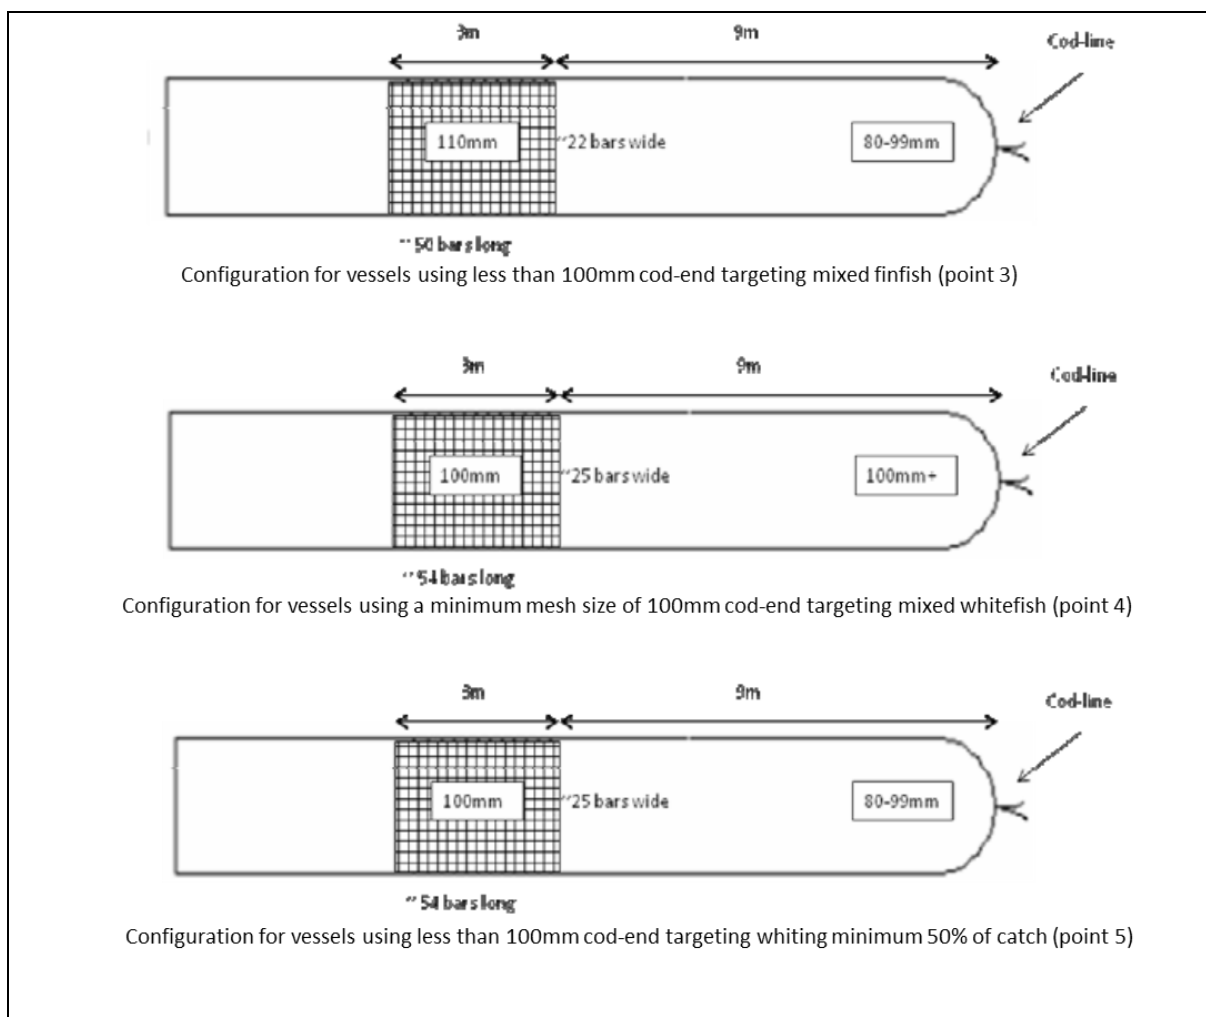 3m 9m Cod-line
110mm ~22 bars wide 80-99mm
~ 50 bars long
Configuration for vessels using less than 100mm cod-end targeting mixed finfish (point 3)
3m 9m Cod-line
100mm ~25 bars wide 100mm+
~ 54 bars long
Configuration for vessels using a minimum mesh size of 100mm cod-end targeting mixed whitefish (point 4)
3m 9m Cod-line
100mm ~25 bars wide 80-99mm
~ 54 bars long
Configuration for vessels using less than 100mm cod-end targeting whiting minimum 50% of catch (point 5)